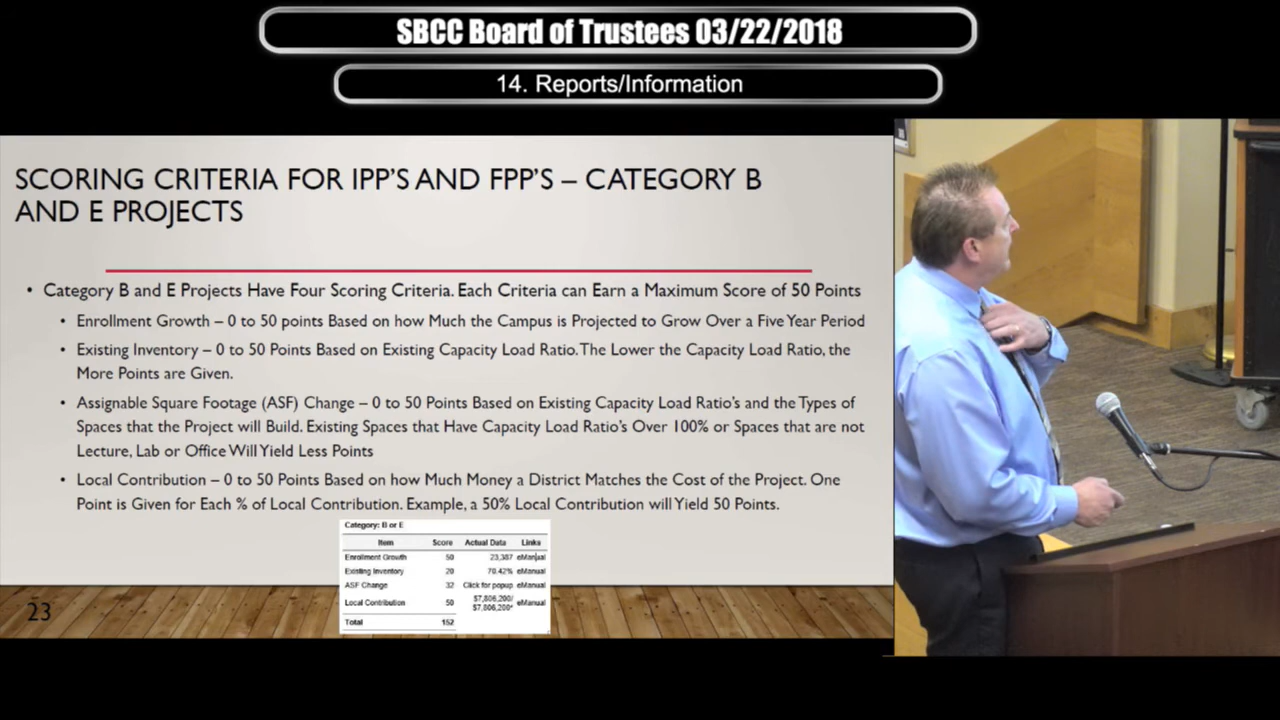 SBCC Board of Trustees 03/22/2018
14. Reports/Information
SCORING CRITERIA FOR IPP'S AND FPP'S – CATEGORY B
AND E PROJECTS
• Category B and E Projects Have Four Scoring Criteria. Each Criteria can Earn a Maximum Score of 50 Points
• Enrollment Growth – 0 to 50 points Based on how Much the Campus is Projected to Grow Over a Five Year Period
• Existing Inventory – 0 to 50 Points Based on Existing Capacity Load Ratio. The Lower the Capacity Load Ratio, the
More Points are Given.
• Assignable Square Footage (ASF) Change – 0 to 50 Points Based on Existing Capacity Load Ratio's and the Types of
Spaces that the Project will Build. Existing Spaces that Have Capacity Load Ratio's Over 100% or Spaces that are not
Lecture, Lab or Office Will Yield Less Points
• Local Contribution – 0 to 50 Points Based on how Much Money a District Matches the Cost of the Project. One
Point is Given for Each % of Local Contribution. Example, a 50% Local Contribution will Yield 50 Points.
Category: B or E
Item Score Actual Data Links
Enrollment Growth 50 23,387 eManual
Existing Inventory 20 70.42% eManual
ASF Change 32 Click for popup eManual
Local Contribution 50 $7,806,200/ eManual
$7,806,200*
Total 152
23